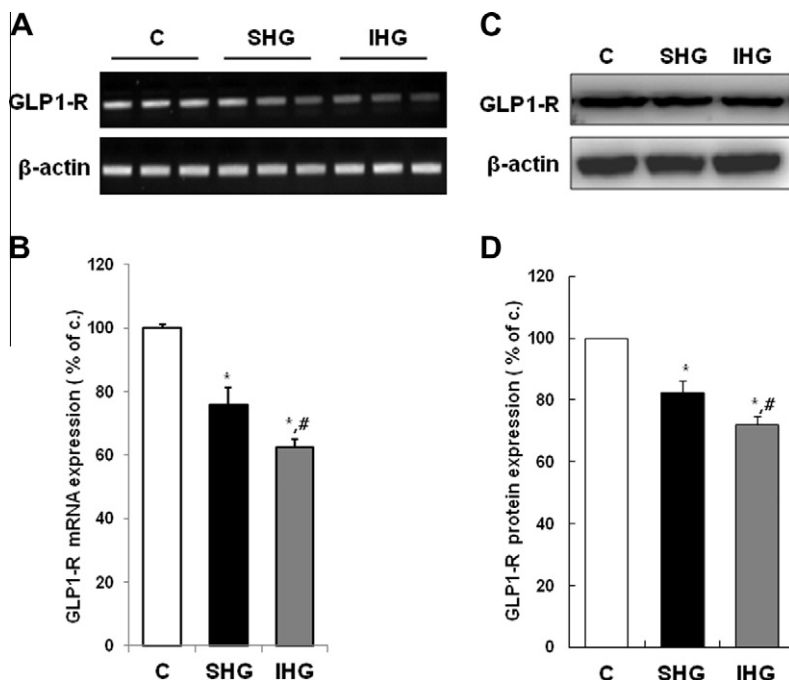 A
C SHG IHG
GLP1-R
β-actin
B
GLP1-R mRNA expression ( % of c.)
120
100
80
60
40
20
0
*
*,#
C SHG IHG
C
C SHG IHG
GLP1-R
β-actin
D
GLP1-R protein expression ( % of c.)
120
100
80
60
40
20
0
*
*,#
C SHG IHG